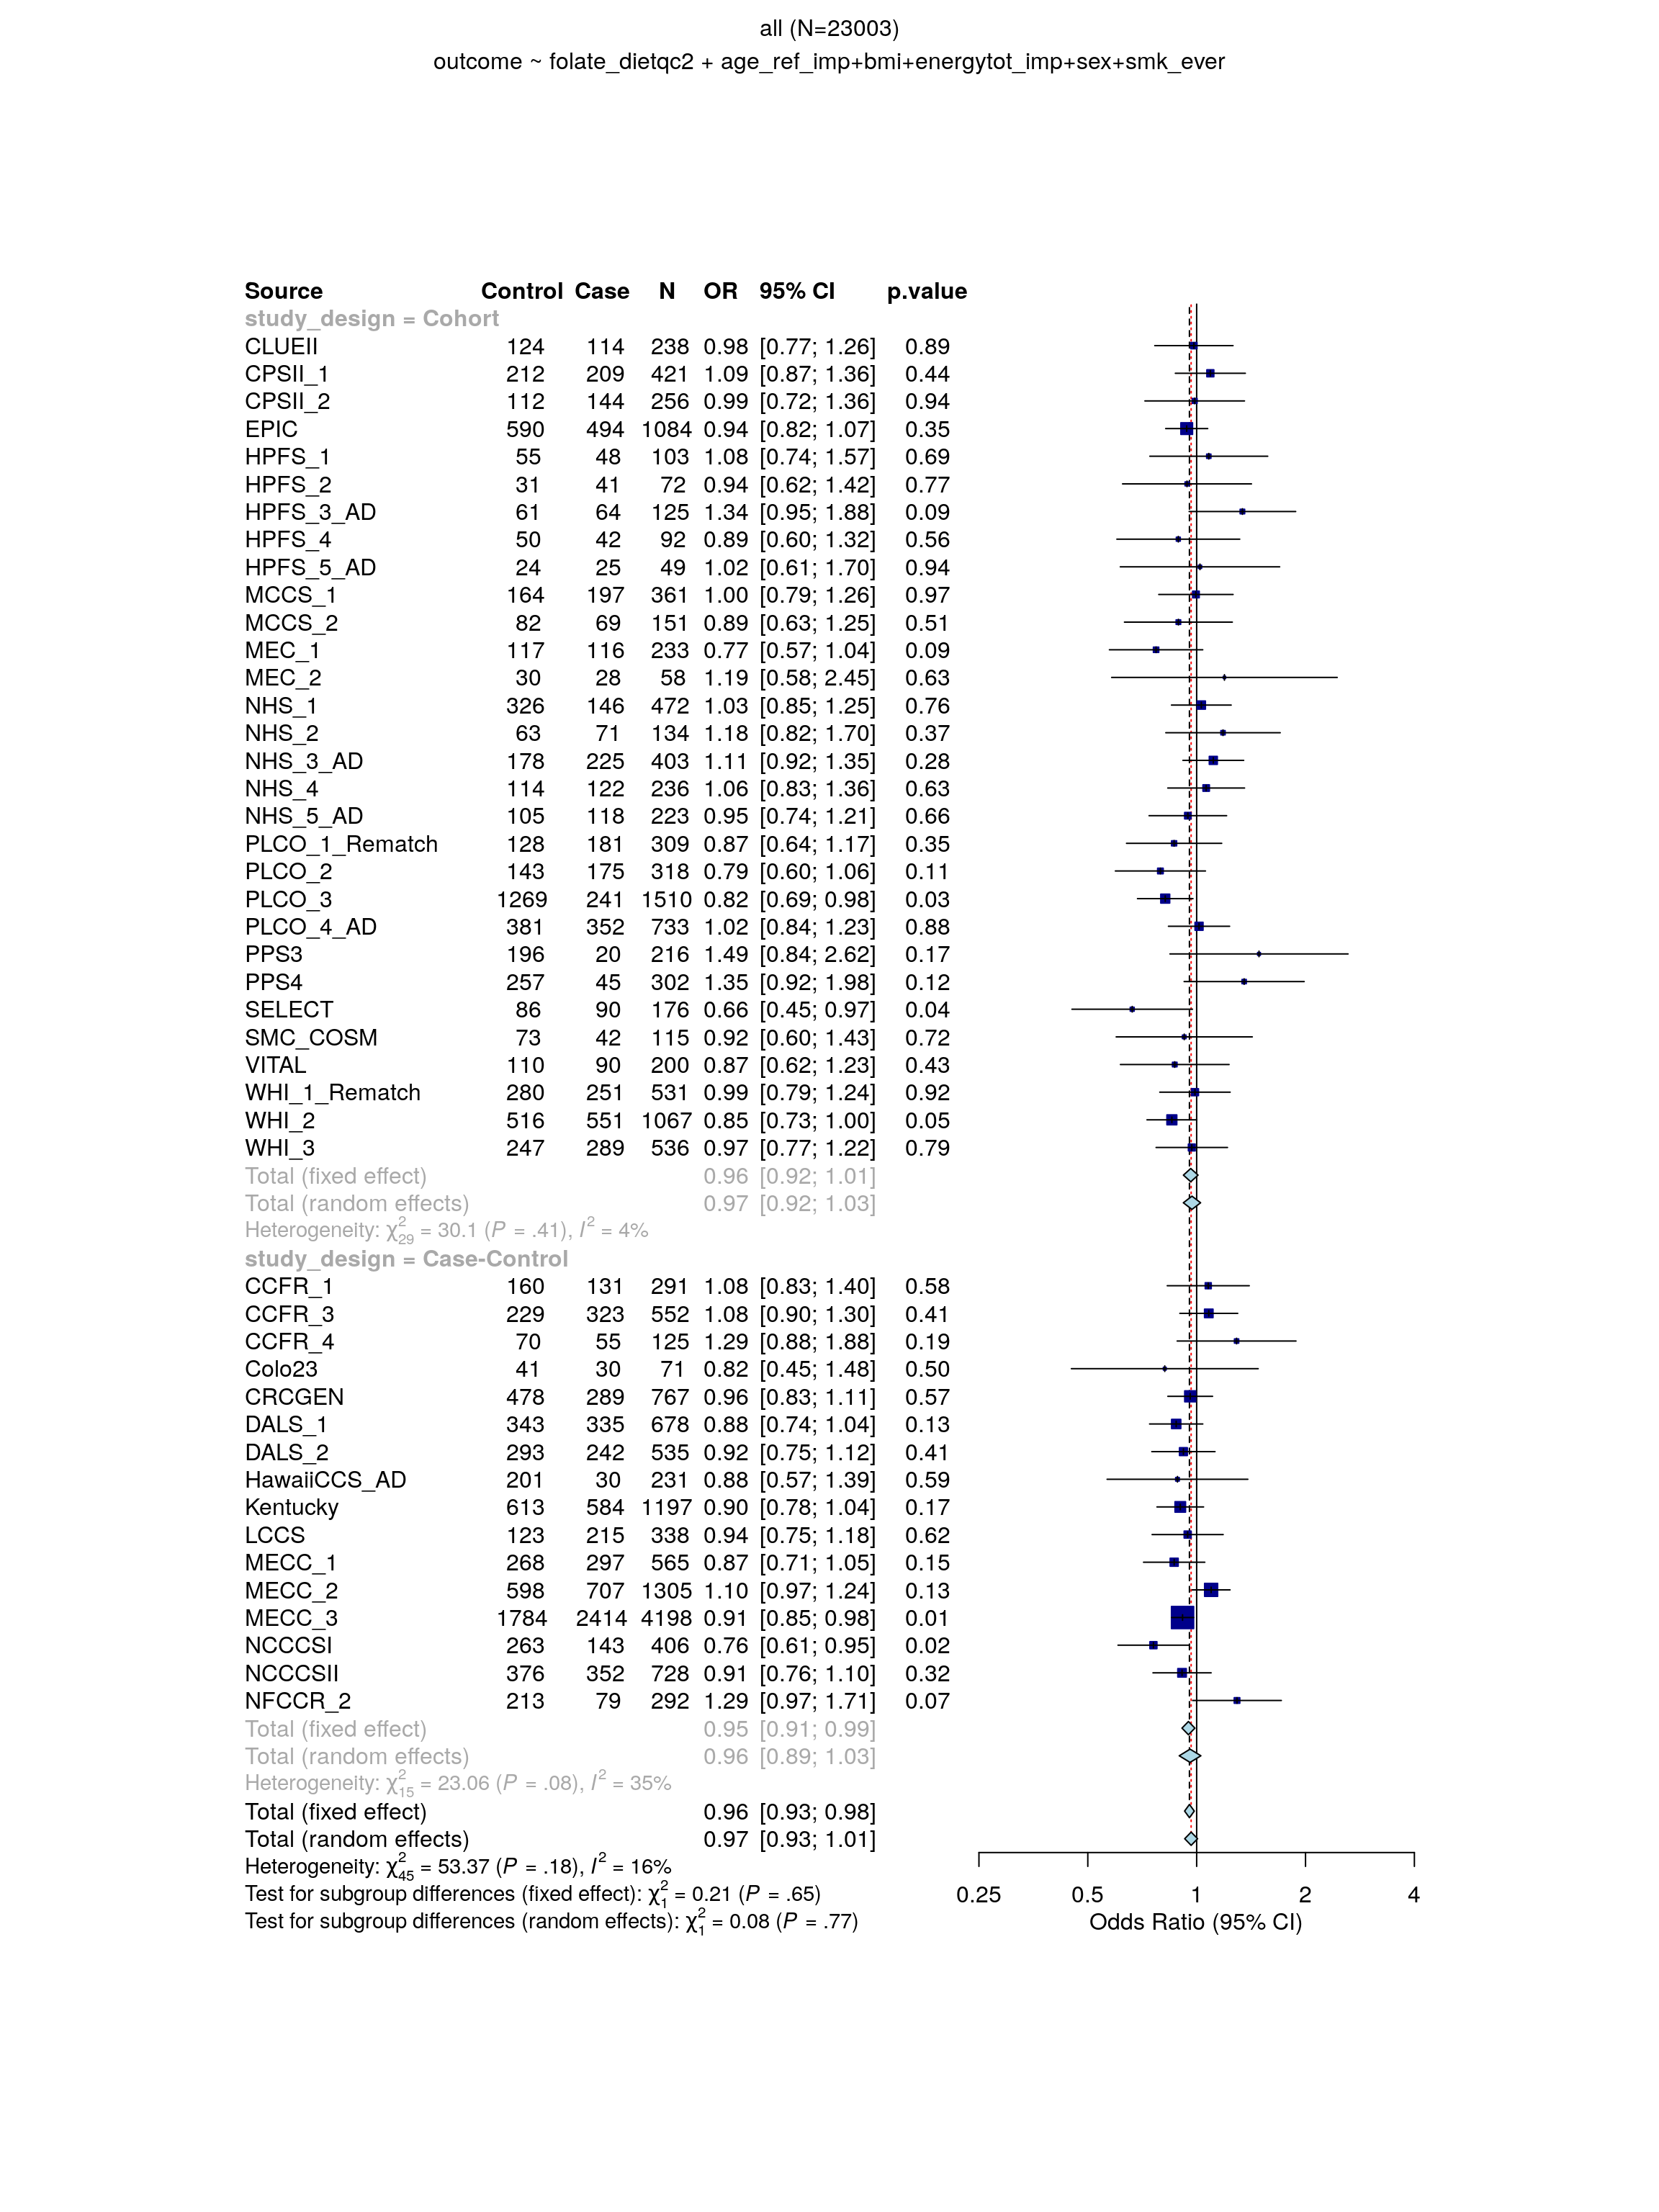 all (N=23003)
outcome ~ folate_dietqc2 + age_ref_imp+bmi+energytot_imp+sex+smk_ever
Source Control Case N OR 95% CI p.value
study_design = Cohort
CLUEII 124 114 238 0.98 [0.77; 1.26] 0.89
CPSII_1 212 209 421 1.09 [0.87; 1.36] 0.44
CPSII_2 112 144 256 0.99 [0.72; 1.36] 0.94
EPIC 590 494 1084 0.94 [0.82; 1.07] 0.35
HPFS_1 55 48 103 1.08 [0.74; 1.57] 0.69
HPFS_2 31 41 72 0.94 [0.62; 1.42] 0.77
HPFS_3_AD 61 64 125 1.34 [0.95; 1.88] 0.09
HPFS_4 50 42 92 0.89 [0.60; 1.32] 0.56
HPFS_5_AD 24 25 49 1.02 [0.61; 1.70] 0.94
MCCS_1 164 197 361 1.00 [0.79; 1.26] 0.97
MCCS_2 82 69 151 0.89 [0.63; 1.25] 0.51
MEC_1 117 116 233 0.77 [0.57; 1.04] 0.09
MEC_2 30 28 58 1.19 [0.58; 2.45] 0.63
NHS_1 326 146 472 1.03 [0.85; 1.25] 0.76
NHS_2 63 71 134 1.18 [0.82; 1.70] 0.37
NHS_3_AD 178 225 403 1.11 [0.92; 1.35] 0.28
NHS_4 114 122 236 1.06 [0.83; 1.36] 0.63
NHS_5_AD 105 118 223 0.95 [0.74; 1.21] 0.66
PLCO_1_Rematch 128 181 309 0.87 [0.64; 1.17] 0.35
PLCO_2 143 175 318 0.79 [0.60; 1.06] 0.11
PLCO_3 1269 241 1510 0.82 [0.69; 0.98] 0.03
PLCO_4_AD 381 352 733 1.02 [0.84; 1.23] 0.88
PPS3 196 20 216 1.49 [0.84; 2.62] 0.17
PPS4 257 45 302 1.35 [0.92; 1.98] 0.12
SELECT 86 90 176 0.66 [0.45; 0.97] 0.04
SMC_COSM 73 42 115 0.92 [0.60; 1.43] 0.72
VITAL 110 90 200 0.87 [0.62; 1.23] 0.43
WHI_1_Rematch 280 251 531 0.99 [0.79; 1.24] 0.92
WHI_2 516 551 1067 0.85 [0.73; 1.00] 0.05
WHI_3 247 289 536 0.97 [0.77; 1.22] 0.79
Total (fixed effect) 0.96 [0.92; 1.01]
Total (random effects) 0.97 [0.92; 1.03]
Heterogeneity: χ²₂₉ = 30.1 (P = .41), I² = 4%
study_design = Case-Control
CCFR_1 160 131 291 1.08 [0.83; 1.40] 0.58
CCFR_3 229 323 552 1.08 [0.90; 1.30] 0.41
CCFR_4 70 55 125 1.29 [0.88; 1.88] 0.19
Colo23 41 30 71 0.82 [0.45; 1.48] 0.50
CRCGEN 478 289 767 0.96 [0.83; 1.11] 0.57
DALS_1 343 335 678 0.88 [0.74; 1.04] 0.13
DALS_2 293 242 535 0.92 [0.75; 1.12] 0.41
HawaiiCCS_AD 201 30 231 0.88 [0.57; 1.39] 0.59
Kentucky 613 584 1197 0.90 [0.78; 1.04] 0.17
LCCS 123 215 338 0.94 [0.75; 1.18] 0.62
MECC_1 268 297 565 0.87 [0.71; 1.05] 0.15
MECC_2 598 707 1305 1.10 [0.97; 1.24] 0.13
MECC_3 1784 2414 4198 0.91 [0.85; 0.98] 0.01
NCCCSI 263 143 406 0.76 [0.61; 0.95] 0.02
NCCCSII 376 352 728 0.91 [0.76; 1.10] 0.32
NFCCR_2 213 79 292 1.29 [0.97; 1.71] 0.07
Total (fixed effect) 0.95 [0.91; 0.99]
Total (random effects) 0.96 [0.89; 1.03]
Heterogeneity: χ²₁₅ = 23.06 (P = .08), I² = 35%
Total (fixed effect) 0.96 [0.93; 0.98]
Total (random effects) 0.97 [0.93; 1.01]
Heterogeneity: χ²₄₅ = 53.37 (P = .18), I² = 16%
Test for subgroup differences (fixed effect): χ²₁ = 0.21 (P = .65)
Test for subgroup differences (random effects): χ²₁ = 0.08 (P = .77)
0.25 0.5 1 2 4
Odds Ratio (95% CI)